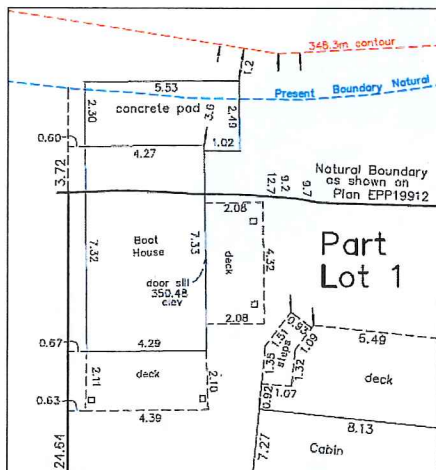 348.3m contour
2.1
5.53
Present Boundary Natural
concrete pad
2.30
2.49
1.02
0.60
4.27
3.72
Natural Boundary
as shown on
Plan EPP19912
12.7
9.2
9.7
2.08
Boat
House
7.32
7.33
deck
4.32
Part
Lot 1
door sill
350.48
elev
2.08
0.93
1.51
1.09
5.49
steps
1.35
1.32
0.67
4.29
deck
2.11
2.10
1.07
deck
0.63
4.39
0.92
8.13
24.64
7.27
Cabin